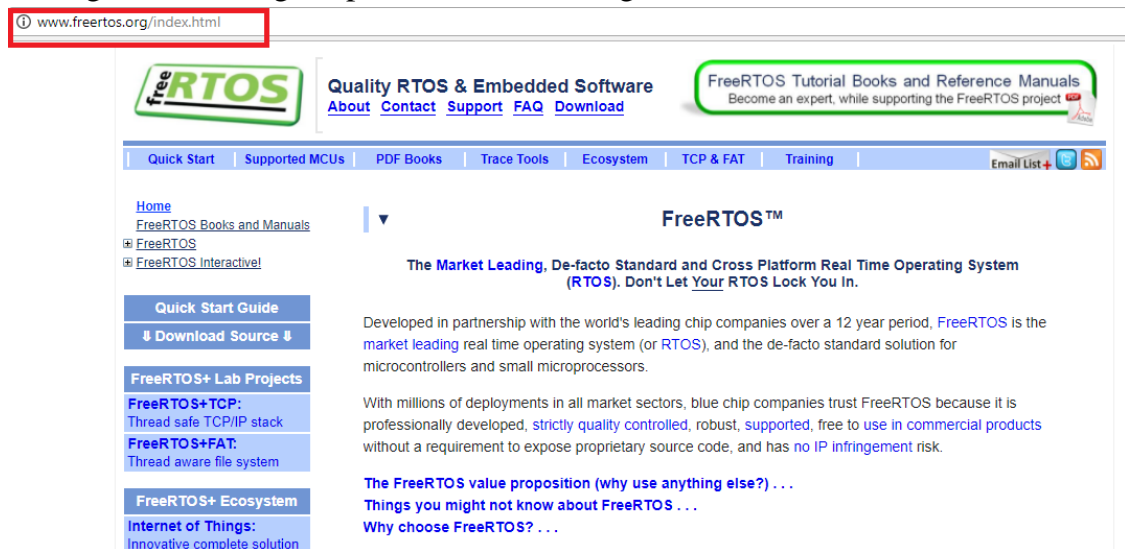 www.freertos.org/index.html
free RTOS
Quality RTOS & Embedded Software
About Contact Support FAQ Download
FreeRTOS Tutorial Books and Reference Manuals
Become an expert, while supporting the FreeRTOS project
Adobe
Quick Start Supported MCUs PDF Books Trace Tools Ecosystem TCP & FAT Training
Email List +
Home
FreeRTOS Books and Manuals
FreeRTOS
FreeRTOS Interactive!
Quick Start Guide
⇓ Download Source ⇓
FreeRTOS+ Lab Projects
FreeRTOS+TCP:
Thread safe TCP/IP stack
FreeRTOS+FAT:
Thread aware file system
FreeRTOS+ Ecosystem
Internet of Things:
Innovative complete solution
▼ FreeRTOS™
The Market Leading, De-facto Standard and Cross Platform Real Time Operating System
(RTOS). Don't Let Your RTOS Lock You In.
Developed in partnership with the world's leading chip companies over a 12 year period, FreeRTOS is the
market leading real time operating system (or RTOS), and the de-facto standard solution for
microcontrollers and small microprocessors.
With millions of deployments in all market sectors, blue chip companies trust FreeRTOS because it is
professionally developed, strictly quality controlled, robust, supported, free to use in commercial products
without a requirement to expose proprietary source code, and has no IP infringement risk.
The FreeRTOS value proposition (why use anything else?) . . .
Things you might not know about FreeRTOS . . .
Why choose FreeRTOS? . . .